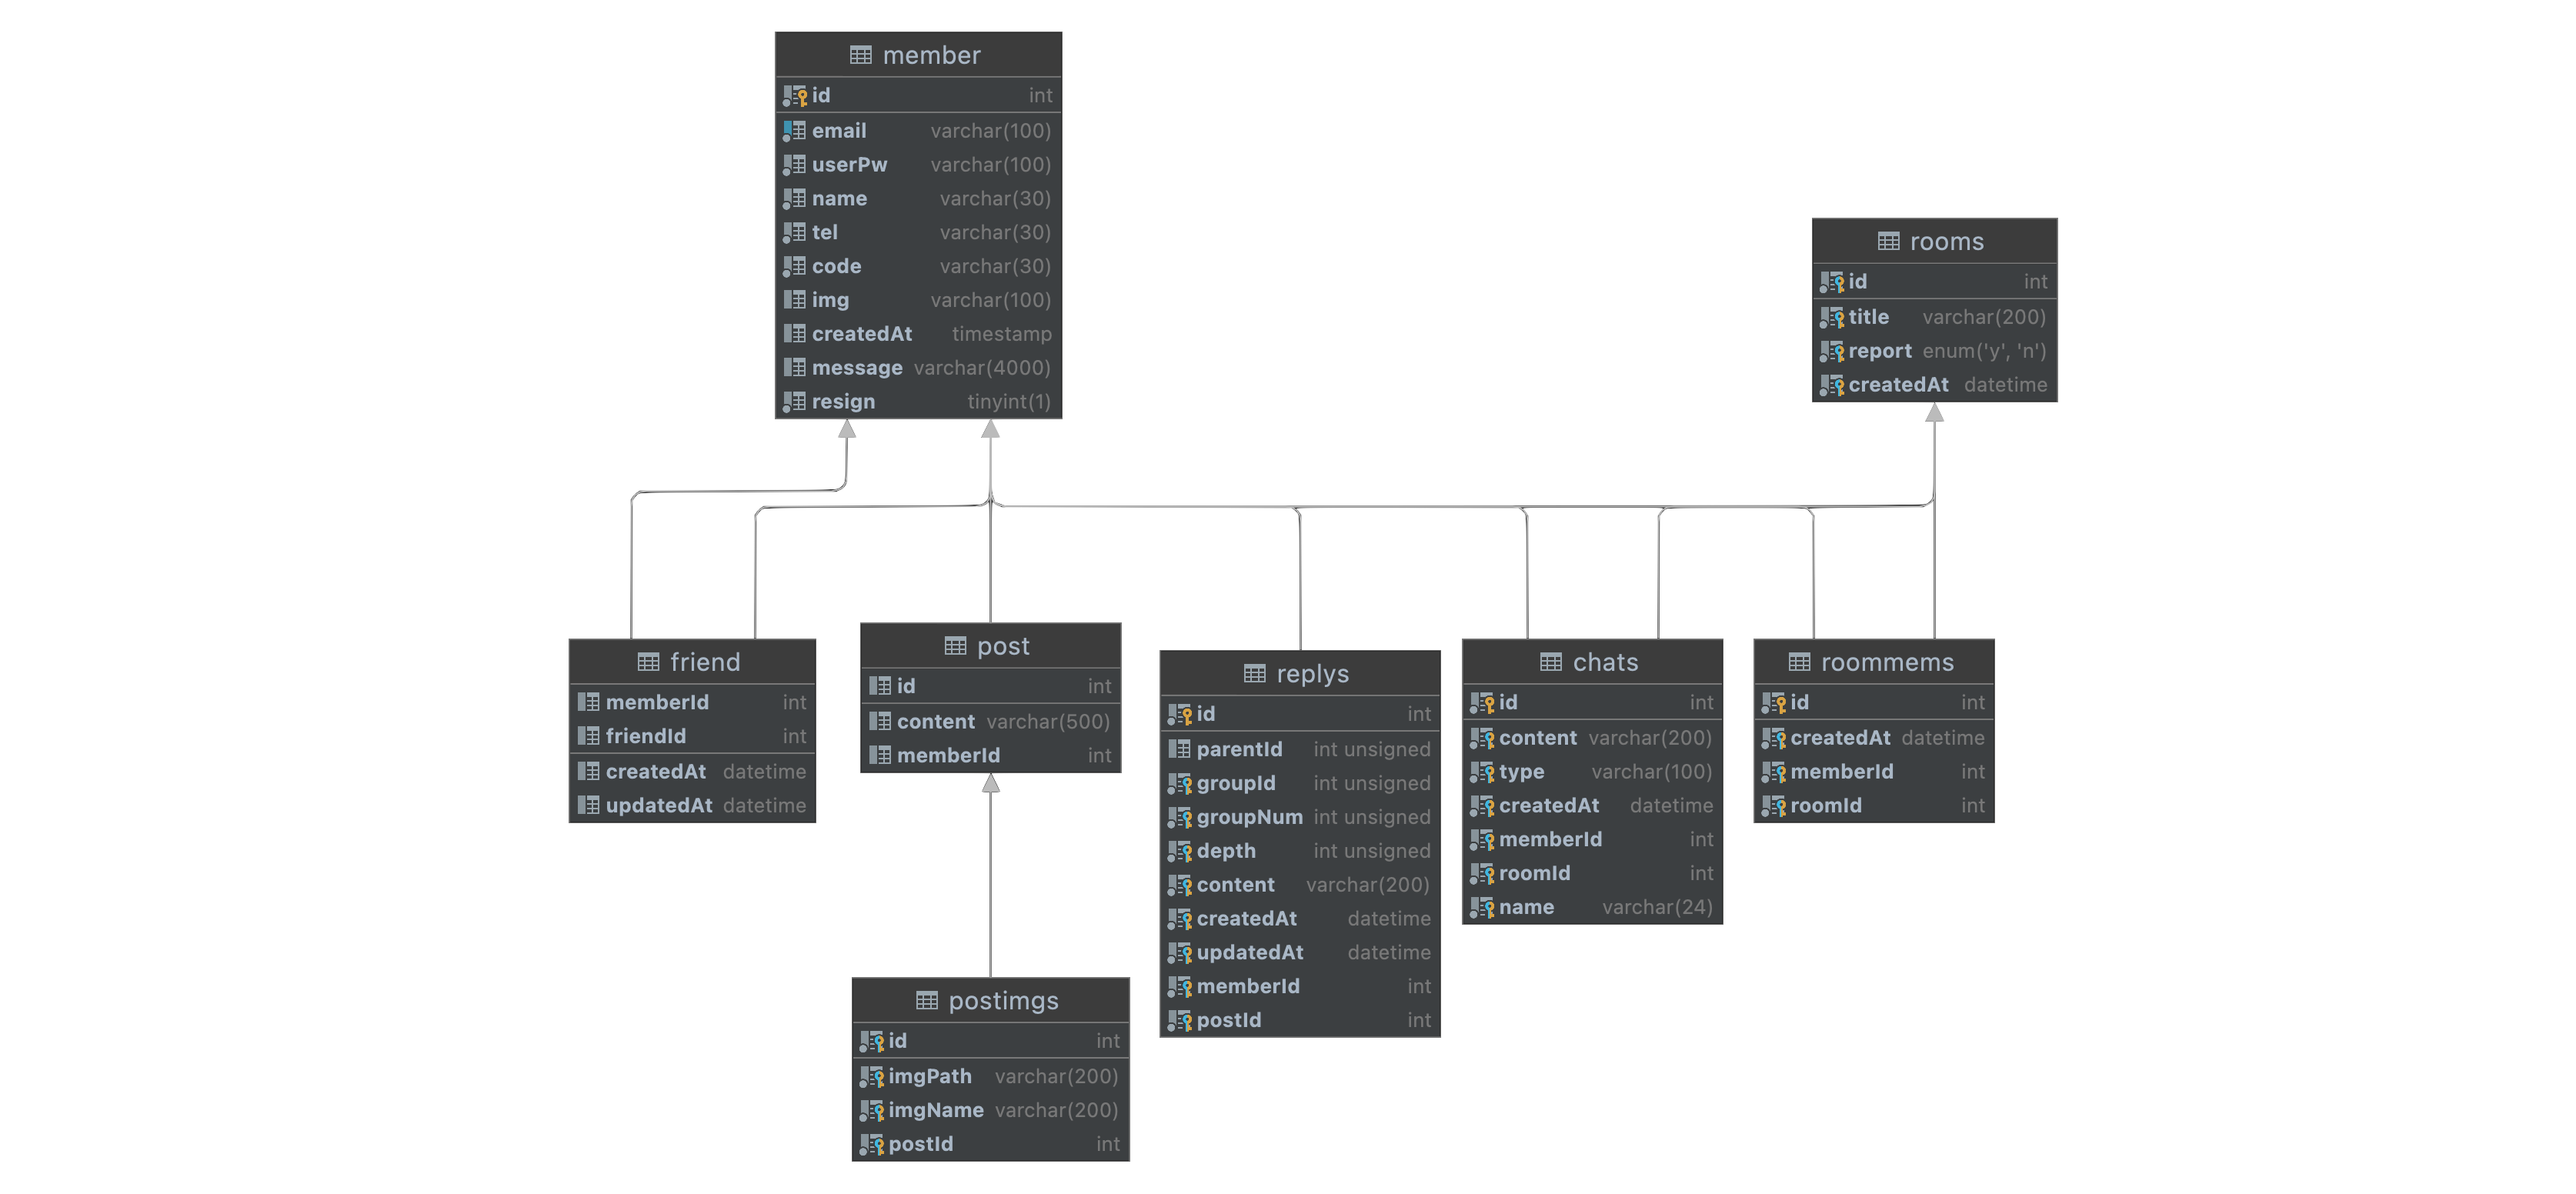 member
id int
email varchar(100)
userPw varchar(100)
name varchar(30)
tel varchar(30)
code varchar(30)
img varchar(100)
createdAt timestamp
message varchar(4000)
resign tinyint(1)
rooms
id int
title varchar(200)
report enum('y', 'n')
createdAt datetime
friend
memberId int
friendId int
createdAt datetime
updatedAt datetime
post
id int
content varchar(500)
memberId int
replys
id int
parentId int unsigned
groupId int unsigned
groupNum int unsigned
depth int unsigned
content varchar(200)
createdAt datetime
updatedAt datetime
memberId int
postId int
chats
id int
content varchar(200)
type varchar(100)
createdAt datetime
memberId int
roomId int
name varchar(24)
roommems
id int
createdAt datetime
memberId int
roomId int
postimgs
id int
imgPath varchar(200)
imgName varchar(200)
postId int